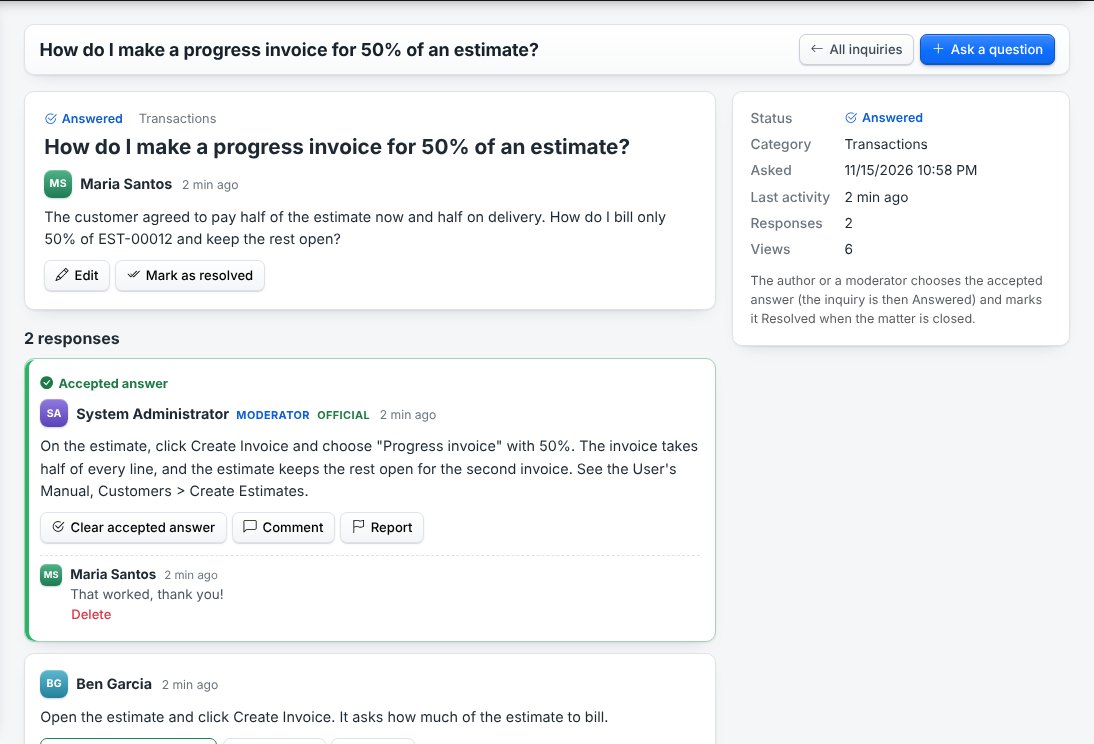 How do I make a progress invoice for 50% of an estimate?
All inquiries
Ask a question
Answered Transactions
How do I make a progress invoice for 50% of an estimate?
MS Maria Santos 2 min ago
The customer agreed to pay half of the estimate now and half on delivery. How do I bill only
50% of EST-00012 and keep the rest open?
Edit
Mark as resolved
Status Answered
Category Transactions
Asked 11/15/2026 10:58 PM
Last activity 2 min ago
Responses 2
Views 6
The author or a moderator chooses the accepted
answer (the inquiry is then Answered) and marks
it Resolved when the matter is closed.
2 responses
Accepted answer
SA System Administrator MODERATOR OFFICIAL 2 min ago
On the estimate, click Create Invoice and choose "Progress invoice" with 50%. The invoice takes
half of every line, and the estimate keeps the rest open for the second invoice. See the User's
Manual, Customers > Create Estimates.
Clear accepted answer
Comment
Report
MS Maria Santos 2 min ago
That worked, thank you!
Delete
BG Ben Garcia 2 min ago
Open the estimate and click Create Invoice. It asks how much of the estimate to bill.